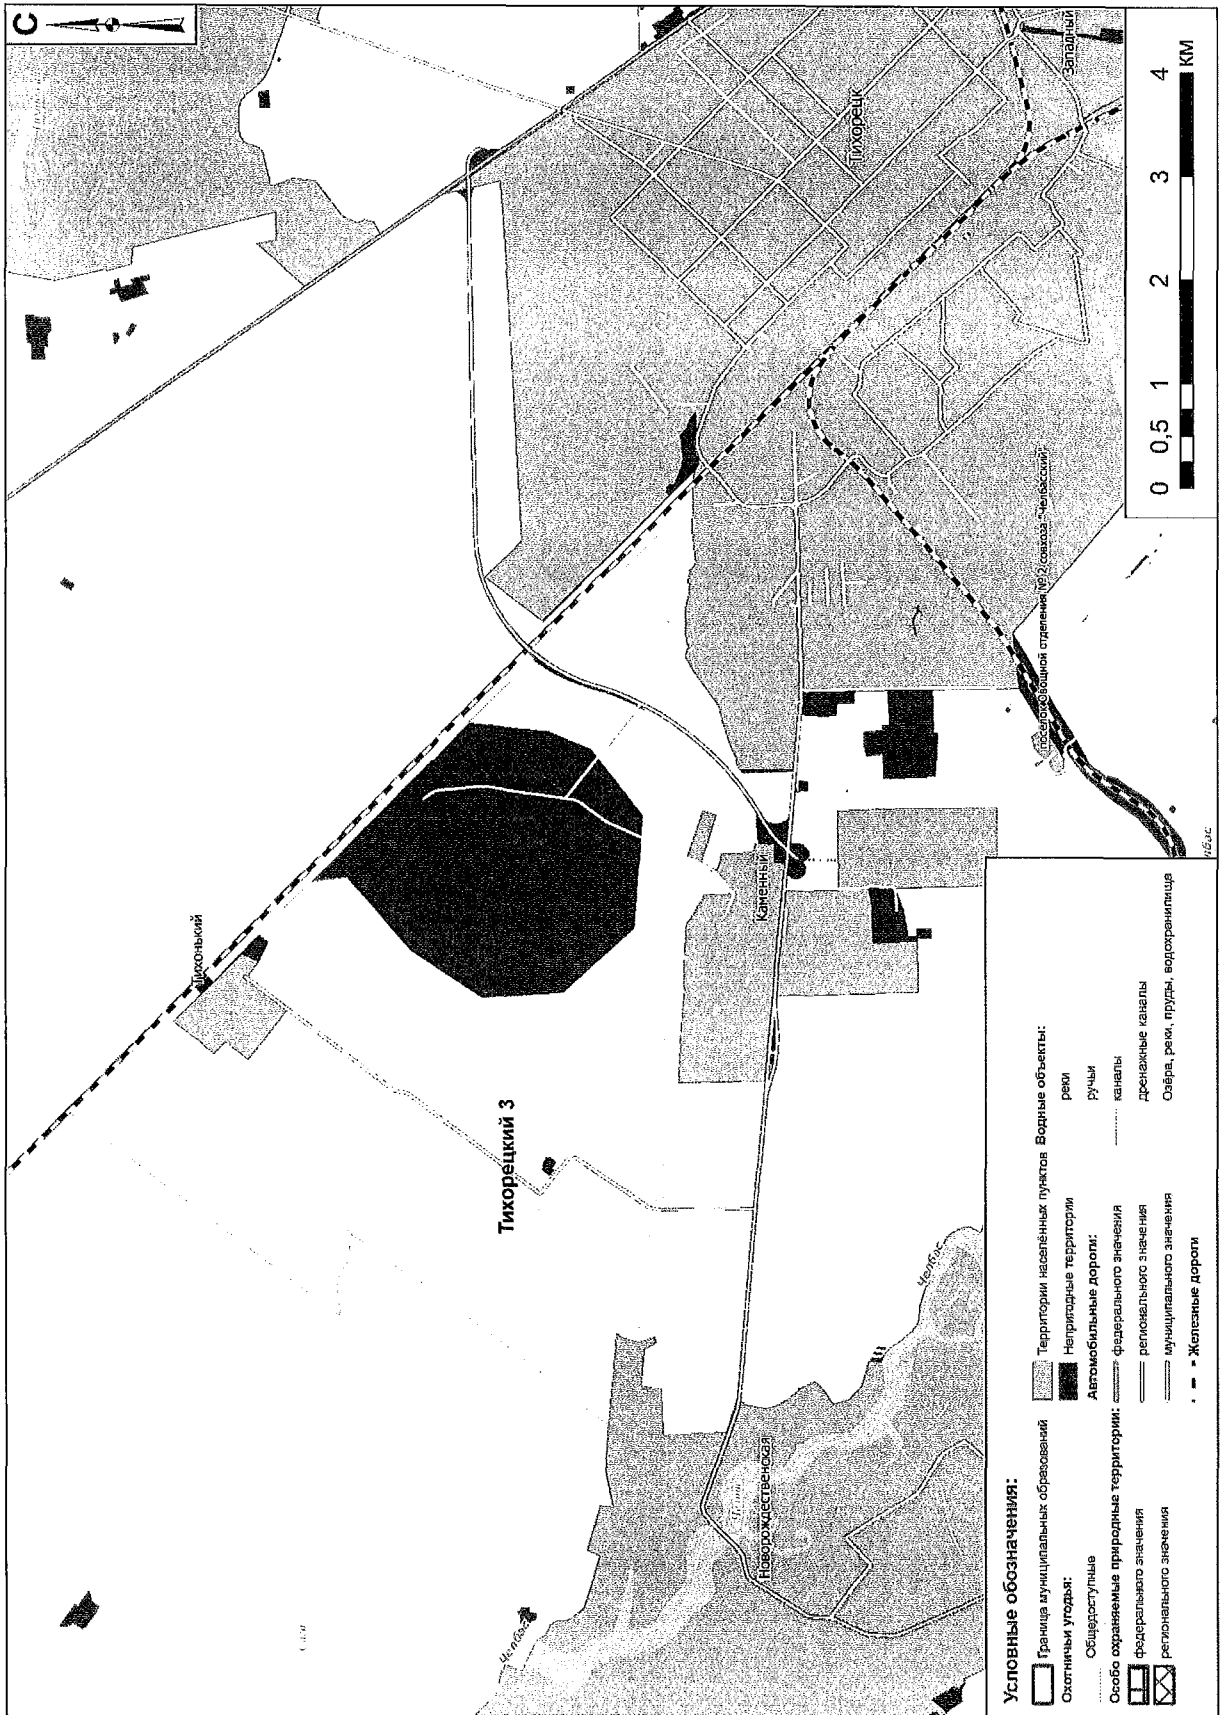 С
Западный
Тихорецк
0 0,5 1 2 3 4
КМ
поселок Овощной отделения №2 совхоза "Челбасский"
Тихонький
Каменный
Тихорецкий 3
Челбас
Новорождественская
Челбас
Условные обозначения:
Граница муниципальных образований
Охотничьи угодья:
Общедоступные
Особо охраняемые природные территории:
федерального значения
регионального значения
Территории населённых пунктов
Непригодные территории
Автомобильные дороги:
федерального значения
регионального значения
муниципального значения
Железные дороги
Водные объекты:
реки
ручьи
каналы
дренажные каналы
Озёра, реки, пруды, водохранилища